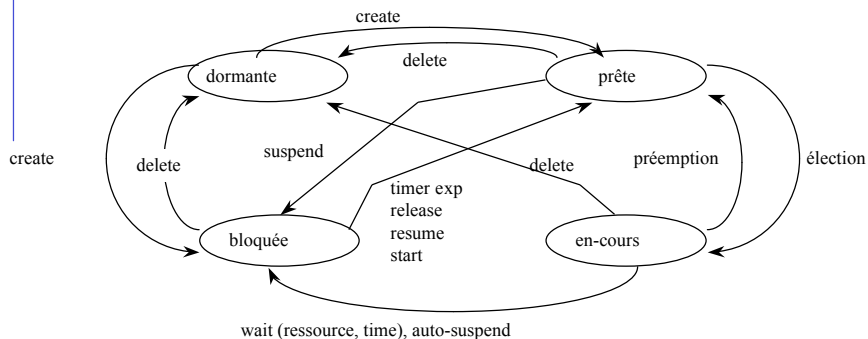 create
delete
dormante
prête
create
delete
suspend
delete
préemption
élection
timer exp
release
resume
start
bloquée
en-cours
wait (ressource, time), auto-suspend